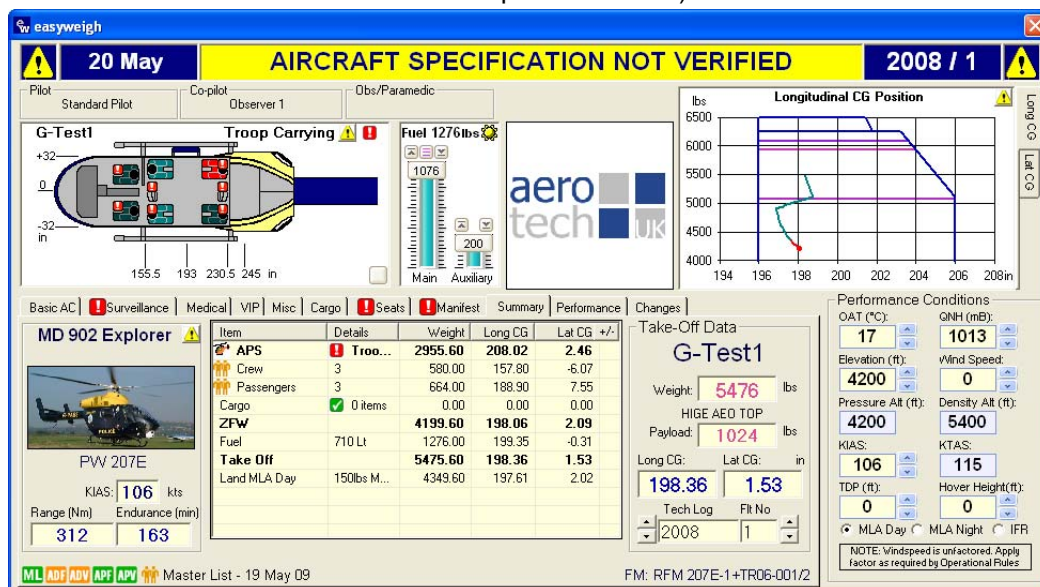 easyweigh
20 May
AIRCRAFT SPECIFICATION NOT VERIFIED
2008 / 1
Pilot
Standard Pilot
Co-pilot
Observer 1
Obs/Paramedic
G-Test1
Troop Carrying
+32
0
-32
in
155.5 193 230.5 245 in
Fuel 1276lbs
1076
200
Main Auxiliary
aero
tech
UK
lbs
Longitudinal CG Position
6500
6000
5500
5000
4500
4000
194 196 198 200 202 204 206 208in
Long CG
Lat CG
Basic AC Surveillance Medical VIP Misc Cargo Seats Manifest Summary Performance Changes
MD 902 Explorer
POLICE
PW 207E
KIAS: 106 kts
Range (Nm) Endurance (min)
312 163
Item Details Weight Long CG Lat CG +/-
APS Troo... 2955.60 208.02 2.46
Crew 3 580.00 157.80 -6.07
Passengers 3 664.00 188.90 7.55
Cargo 0 items 0.00 0.00 0.00
ZFW 4199.60 198.06 2.09
Fuel 710 Lt 1276.00 199.35 -0.31
Take Off 5475.60 198.36 1.53
Land MLA Day 150lbs M... 4349.60 197.61 2.02
Take-Off Data
G-Test1
Weight: 5476 lbs
HIGE AEO TOP
Payload: 1024 lbs
Long CG: Lat CG: in
198.36 1.53
Tech Log Flt No
2008 1
Performance Conditions
OAT (°C): QNH (mB):
17 1013
Elevation (ft): Wind Speed:
4200 0
Pressure Alt (ft): Density Alt (ft):
4200 5400
KIAS: KTAS:
106 115
TDP (ft): Hover Height(ft):
0 0
MLA Day MLA Night IFR
NOTE: Windspeed is unfactored. Apply
factor as required by Operational Rules
ML ADF ADV APF APV Master List - 19 May 09
FM: RFM 207E-1+TR06-001/2